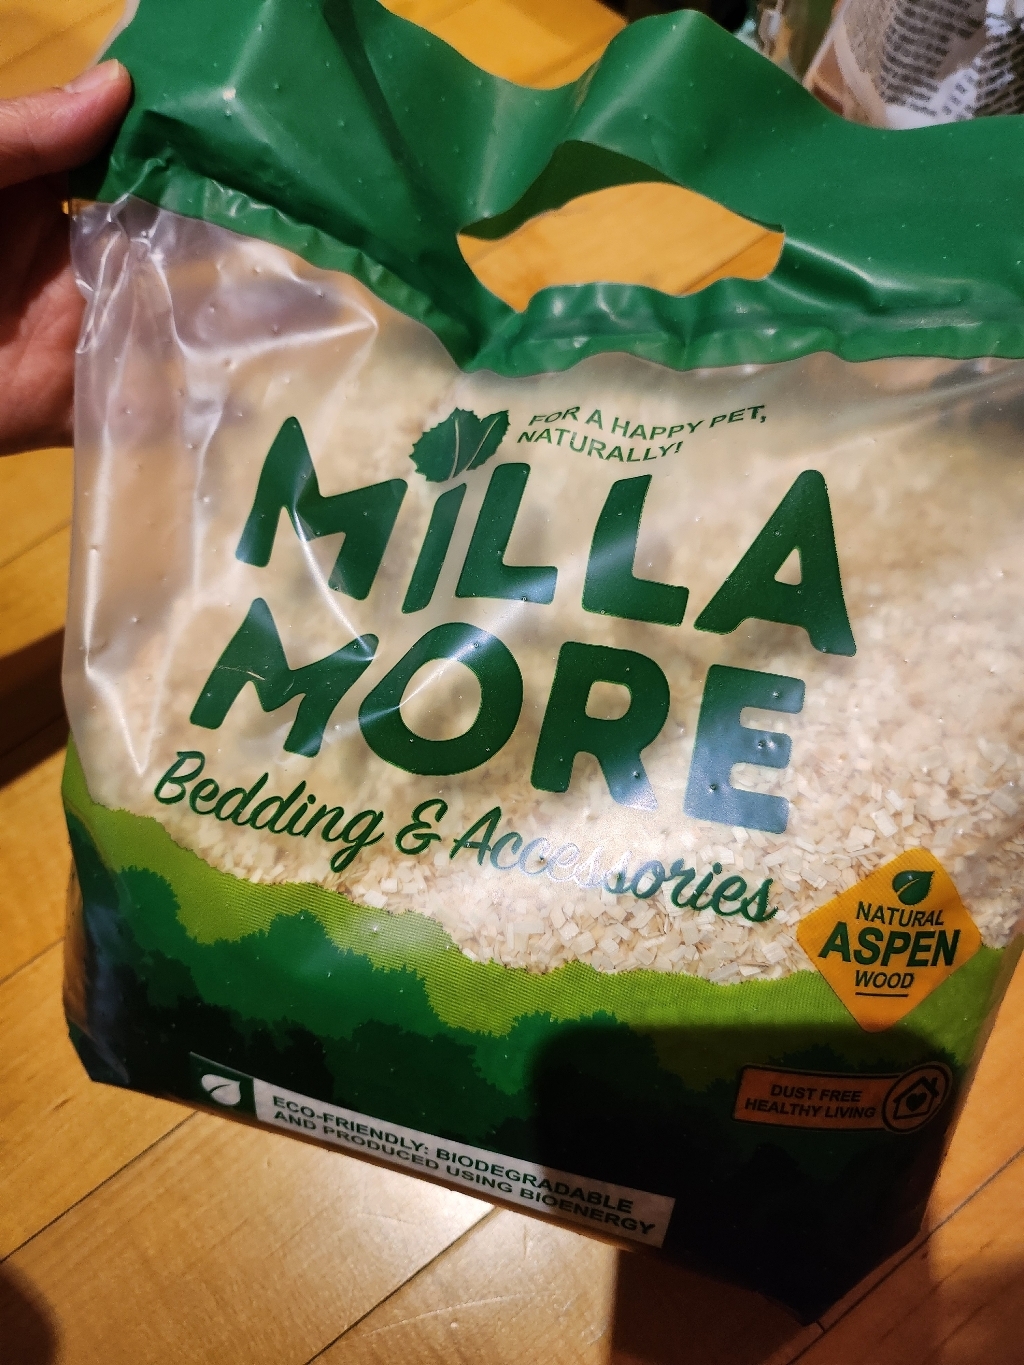 FOR A HAPPY PET,
NATURALLY!
MiLLA
MORE
Bedding & Accessories
NATURAL
ASPEN
WOOD
DUST FREE
HEALTHY LIVING
ECO-FRIENDLY: BIODEGRADABLE
AND PRODUCED USING BIOENERGY